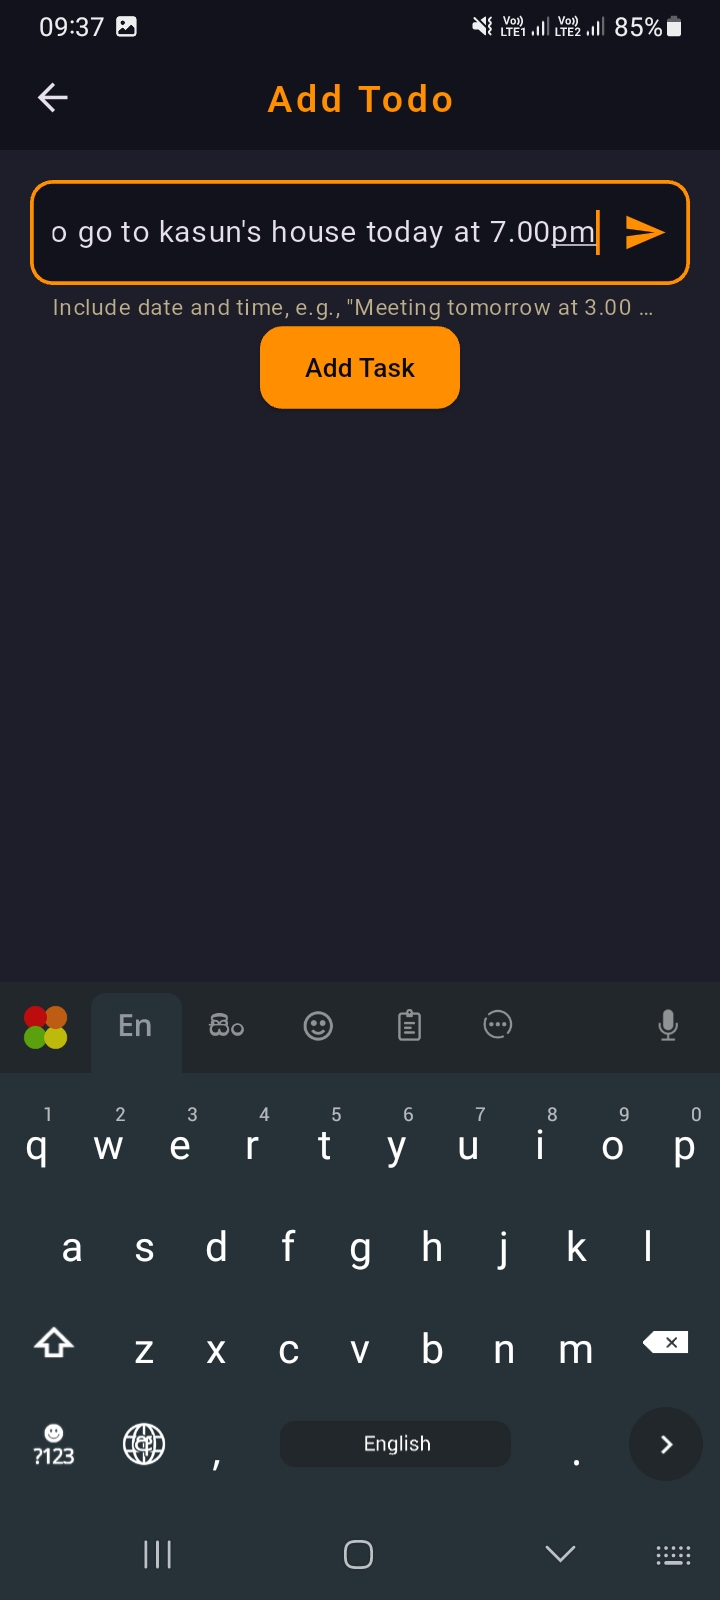 09:37 Vo)) LTE1 Vo)) LTE2 85%
Add Todo
o go to kasun's house today at 7.00pm
Include date and time, e.g., "Meeting tomorrow at 3.00 ...
Add Task
En සිං
1 2 3 4 5 6 7 8 9 0
q w e r t y u i o p
a s d f g h j k l
z x c v b n m
?123 , English .